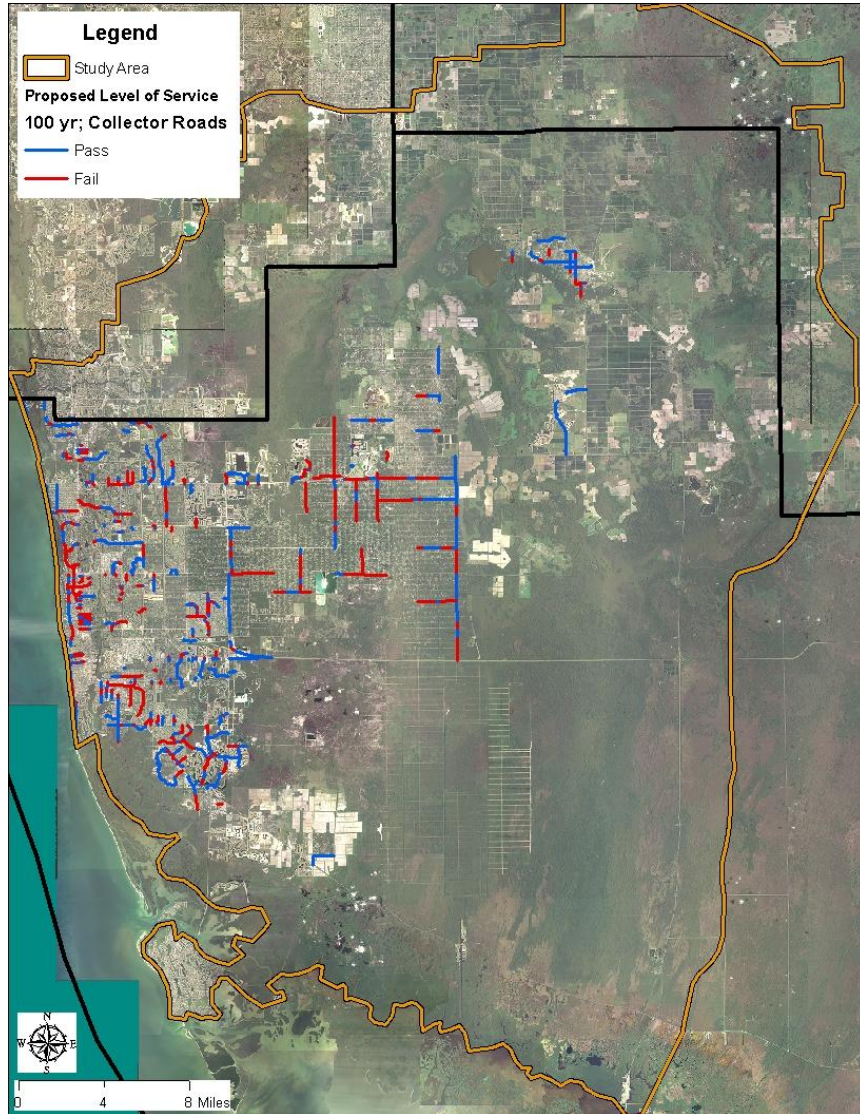 Legend
Study Area
Proposed Level of Service
100 yr; Collector Roads
Pass
Fail
N
W E
S
0 4 8 Miles